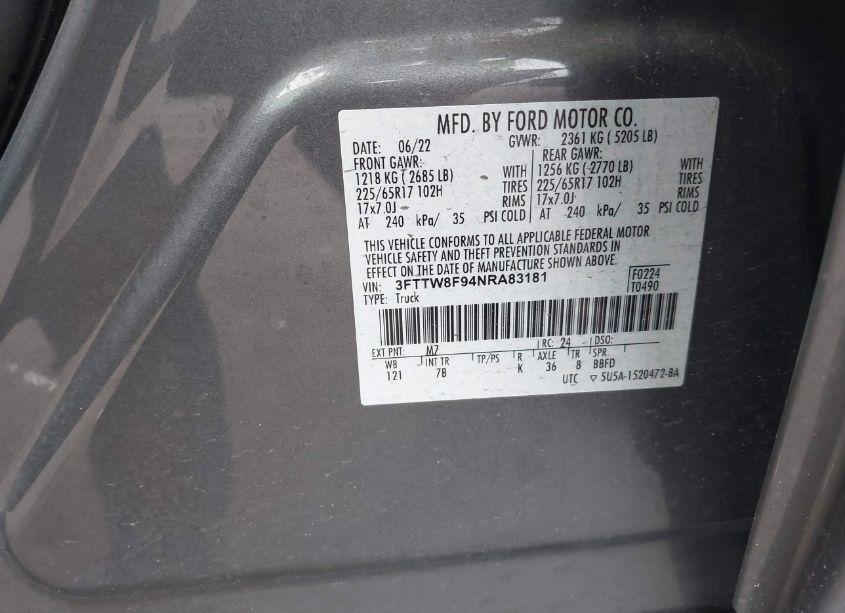 MFD. BY FORD MOTOR CO.
DATE: 06/22 GVWR: 2361 KG ( 5205 LB)
FRONT GAWR: REAR GAWR:
1218 KG ( 2685 LB) WITH 1256 KG ( 2770 LB) WITH
225/65R17 102H TIRES 225/65R17 102H TIRES
17x7.0J RIMS 17x7.0J RIMS
AT 240 kPa/ 35 PSI COLD AT 240 kPa/ 35 PSI COLD
THIS VEHICLE CONFORMS TO ALL APPLICABLE FEDERAL MOTOR
VEHICLE SAFETY AND THEFT PREVENTION STANDARDS IN
EFFECT ON THE DATE OF MANUFACTURE SHOWN ABOVE.
VIN: 3FTTW8F94NRA83181 F0224
TYPE: Truck T0490
EXT PNT: M7 RC: 24 DSO:
WB INT TR TP/PS R AXLE TR SPR
121 7B K 36 8 BBFD
UTC ▽ 5U5A-1520472-BA